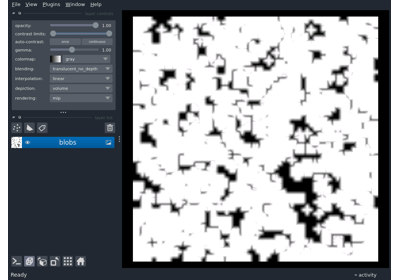 File View Plugins Window Help
opacity: 1.00
contrast limits:
auto-contrast: once continuous
gamma: 1.00
colormap: gray
blending: translucent_no_depth
interpolation: linear
depiction: volume
rendering: mip
blobs
Ready
activity